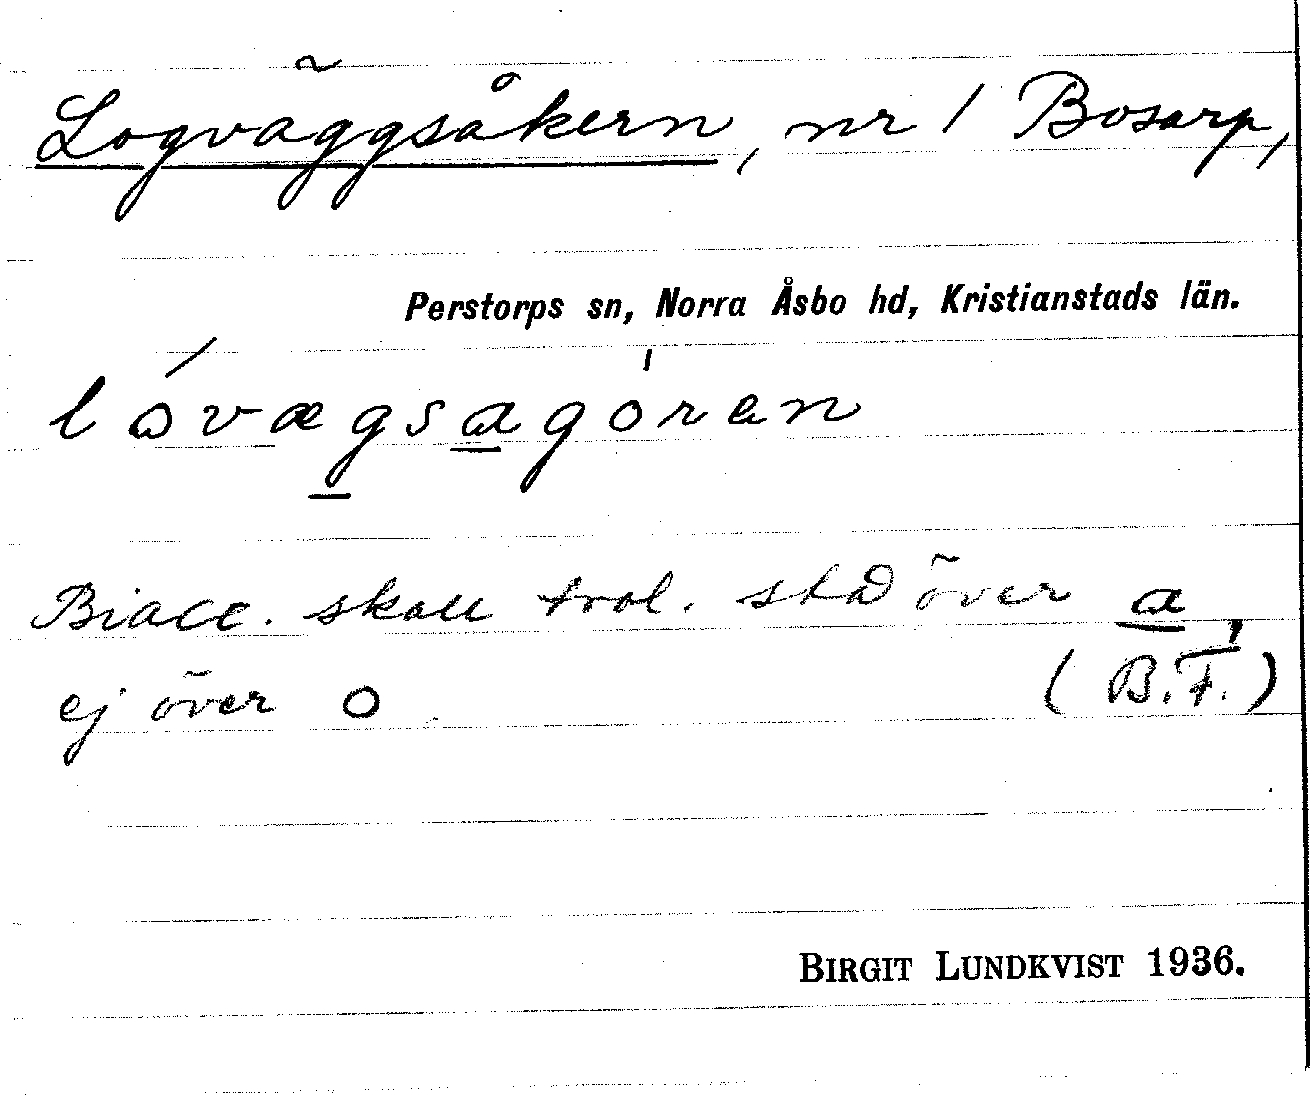 Logväggsåkern, nr 1 Bosarp,
Perstorps sn, Norra Åsbo hd, Kristianstads län.
lóvægsagóren
Biacc. skall trol. stå över a,
ej över o (B.F.)
BIRGIT LUNDKVIST 1936.